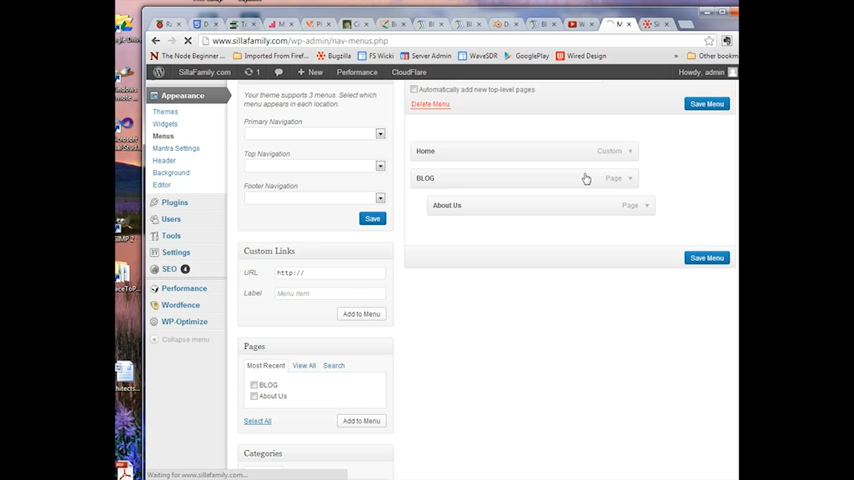 www.sillafamily.com/wp-admin/nav-menus.php
The Node Beginner ... Imported From Firef... Bugzilla FS Wicki Server Admin WaveSDR GooglePlay Wired Design Other bookm
SillaFamily.com 1 + New Performance CloudFlare Howdy, admin
Appearance
Themes
Widgets
Menus
Mantra Settings
Header
Background
Editor
Plugins
Users
Tools
Settings
SEO 4
Performance
Wordfence
WP-Optimize
Collapse menu
Your theme supports 3 menus. Select which
menu appears in each location.
Primary Navigation
Top Navigation
Footer Navigation
Save
Custom Links
URL http://
Label Menu Item
Add to Menu
Pages
Most Recent View All Search
BLOG
About Us
Select All Add to Menu
Categories
Automatically add new top-level pages
Delete Menu Save Menu
Home Custom
BLOG Page
About Us Page
Save Menu
Waiting for www.sillafamily.com...